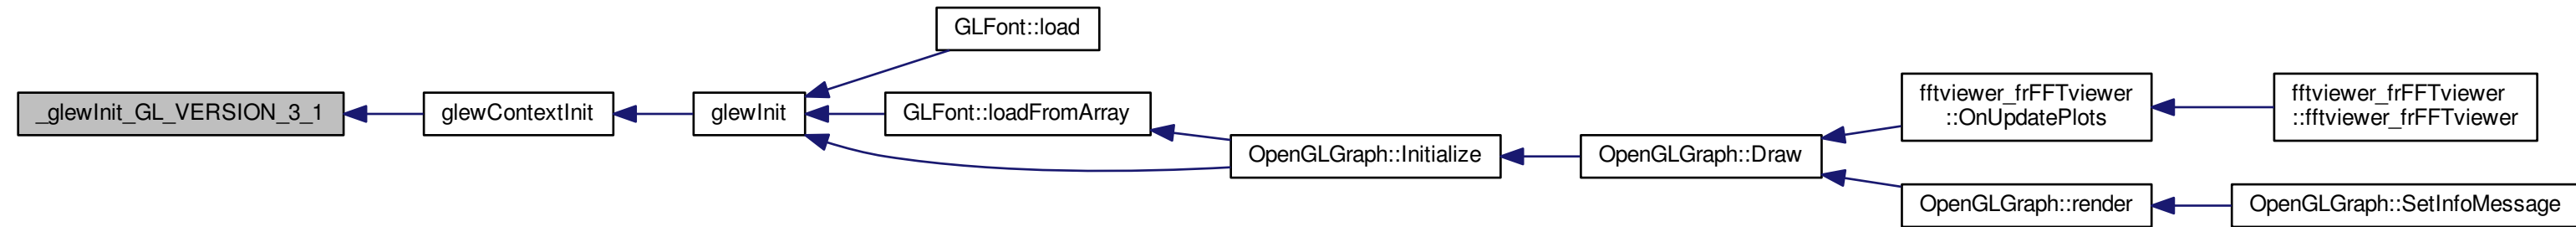 GLFont::load
_glewInit_GL_VERSION_3_1
glewContextInit
glewInit
GLFont::loadFromArray
OpenGLGraph::Initialize
OpenGLGraph::Draw
fftviewer_frFFTviewer
::OnUpdatePlots
fftviewer_frFFTviewer
::fftviewer_frFFTviewer
OpenGLGraph::render
OpenGLGraph::SetInfoMessage